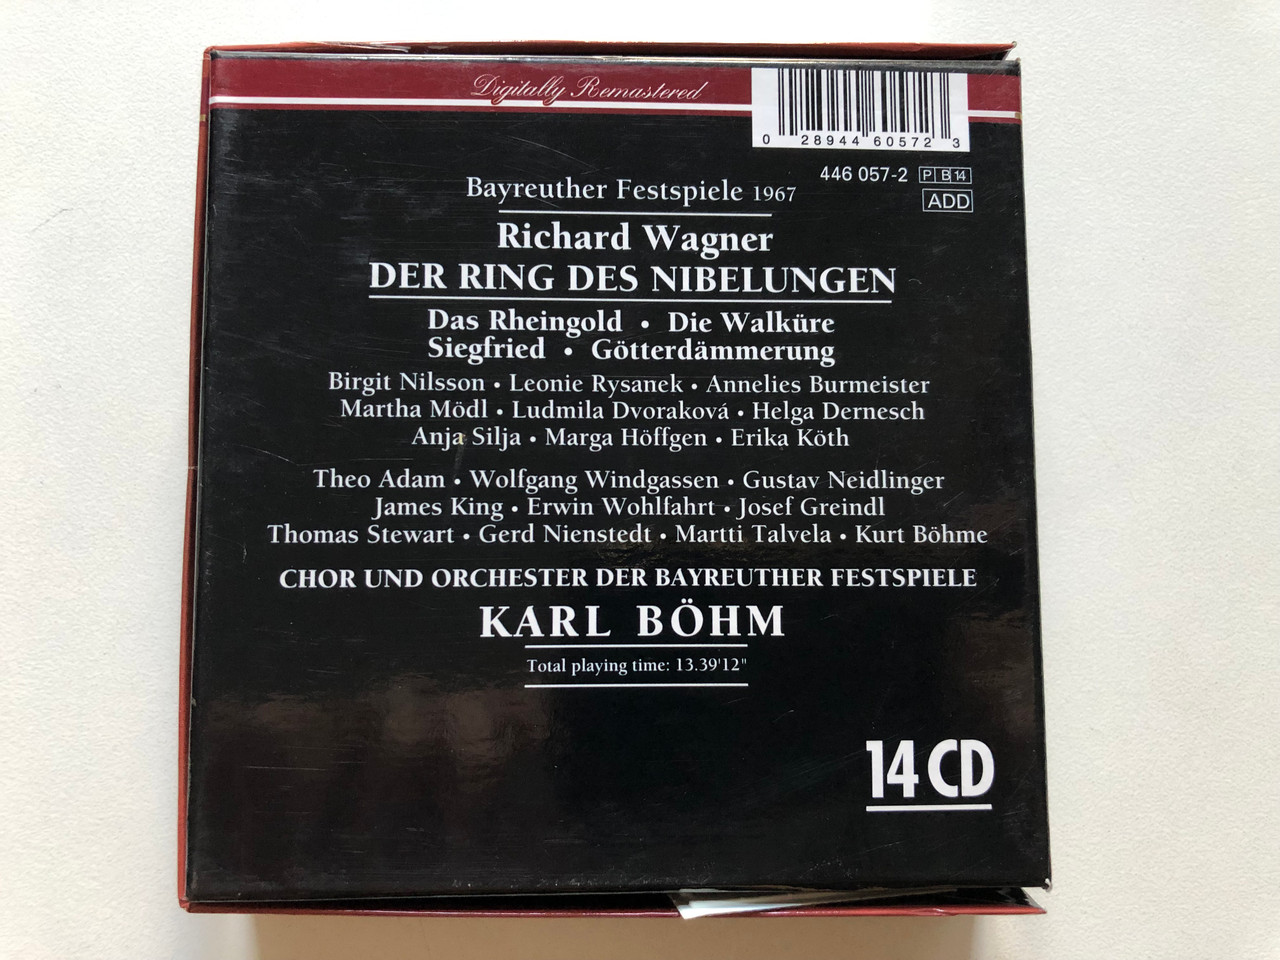 Digitally Remastered
0 28944 60572 3
446 057-2 P B 14
ADD
Bayreuther Festspiele 1967
Richard Wagner
DER RING DES NIBELUNGEN
Das Rheingold • Die Walküre
Siegfried • Götterdämmerung
Birgit Nilsson • Leonie Rysanek • Annelies Burmeister
Martha Mödl • Ludmila Dvoraková • Helga Dernesch
Anja Silja • Marga Höffgen • Erika Köth
Theo Adam • Wolfgang Windgassen • Gustav Neidlinger
James King • Erwin Wohlfahrt • Josef Greindl
Thomas Stewart • Gerd Nienstedt • Martti Talvela • Kurt Böhme
CHOR UND ORCHESTER DER BAYREUTHER FESTSPIELE
KARL BÖHM
Total playing time: 13.39'12"
14 CD